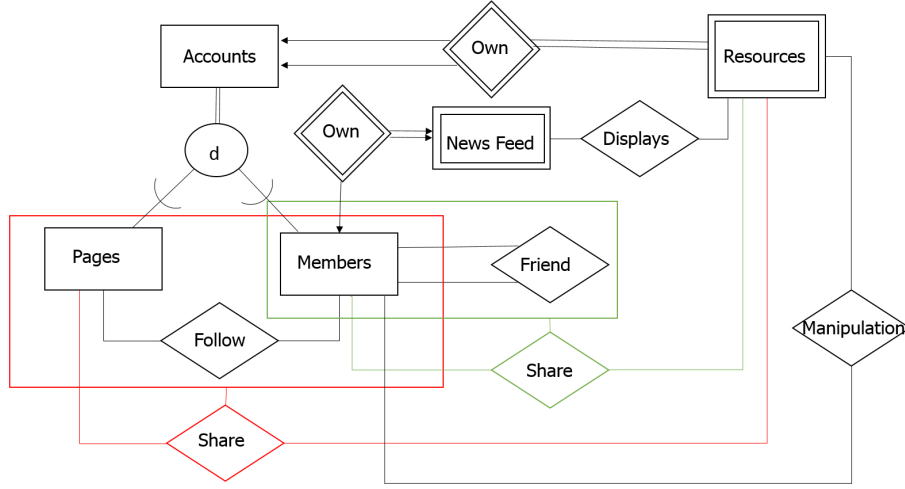 Own
Accounts
Resources
Own
News Feed
Displays
d
Pages
Members
Friend
Follow
Manipulation
Share
Share